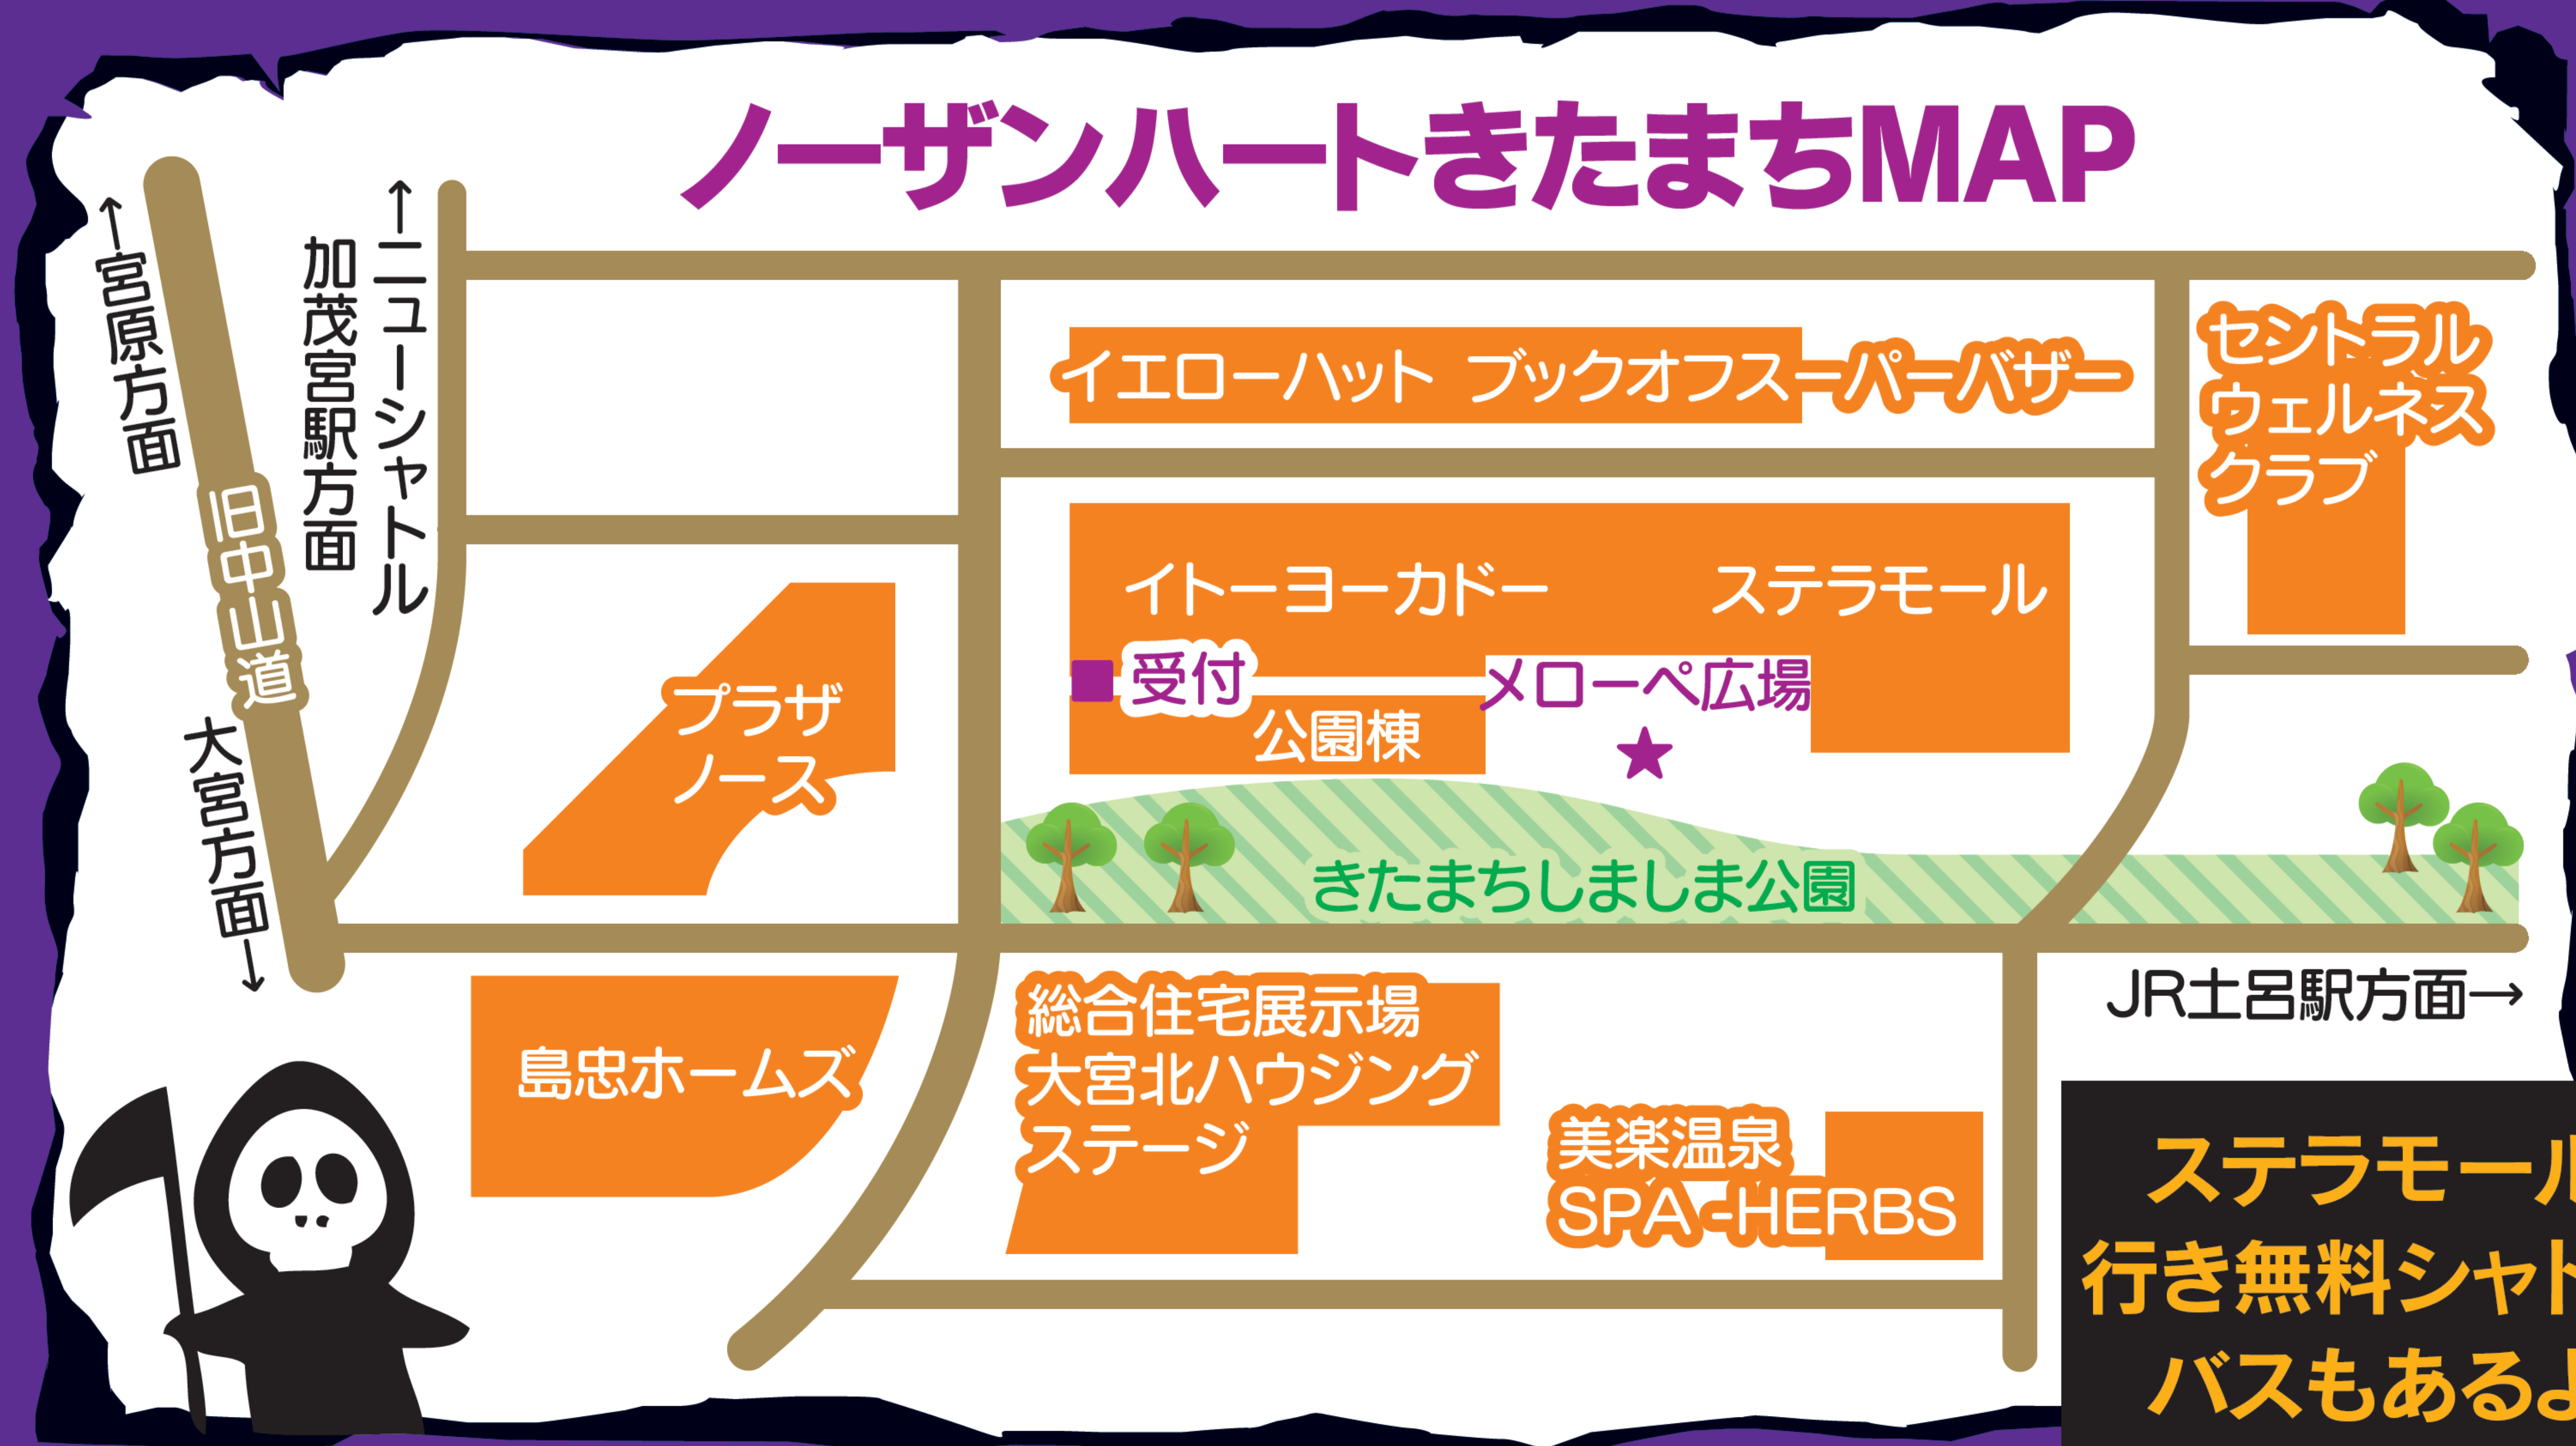 ノーザンハートきたまちMAP
←宮原方面
←ニューシャトル
加茂宮駅方面
旧中山道
大宮方面→
イエローハット ブックオフスーパーバザー
セントラル
ウェルネス
クラブ
イトーヨーカドー ステラモール
■受付
メローペ広場
★
公園棟
プラザ
ノース
きたまちしましま公園
JR土呂駅方面→
島忠ホームズ
総合住宅展示場
大宮北ハウジング
ステージ
美楽温泉
SPA-HERBS
ステラモール
行き無料シャト
バスもあるよ